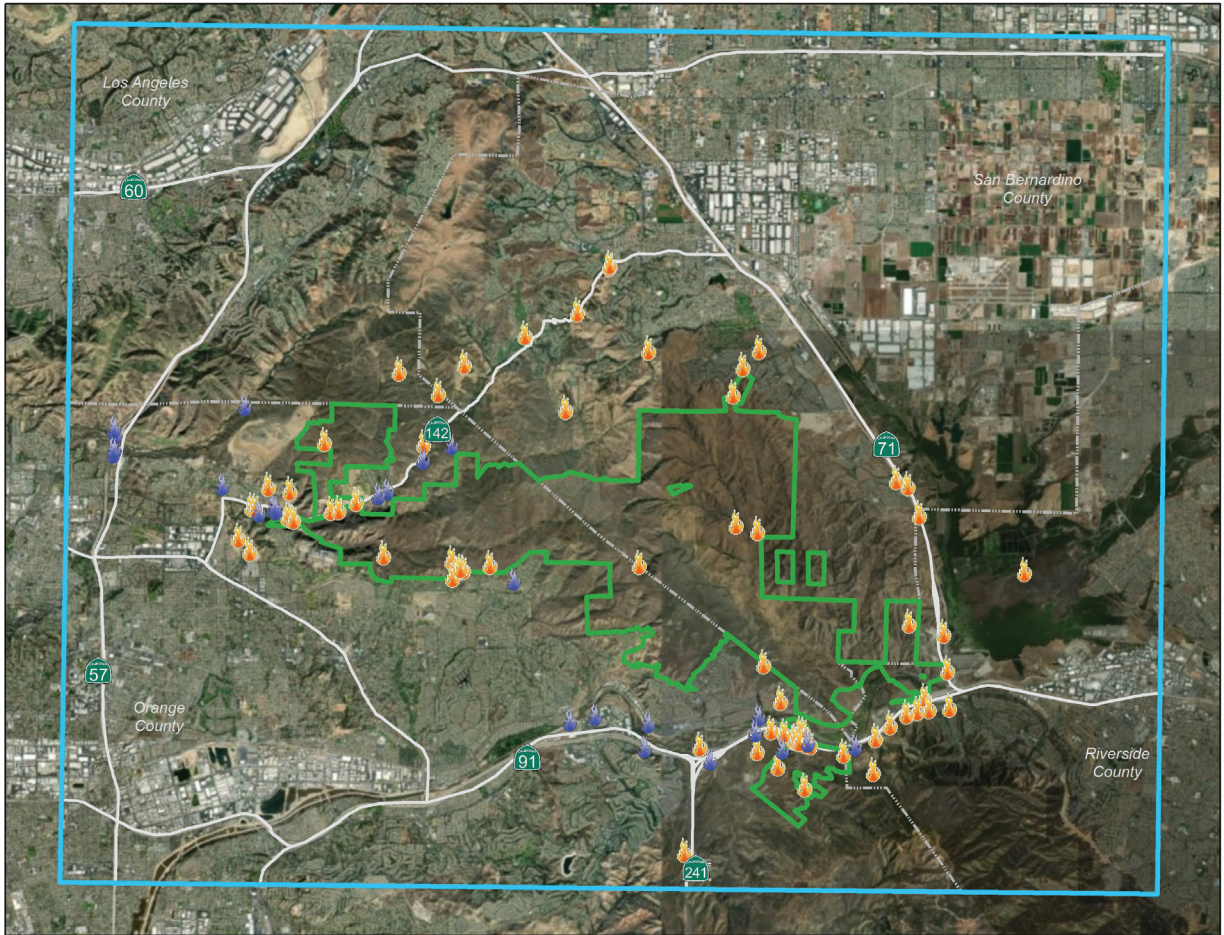 Los Angeles
County
60
San Bernardino
County
142
71
57
Orange
County
91
Riverside
County
241